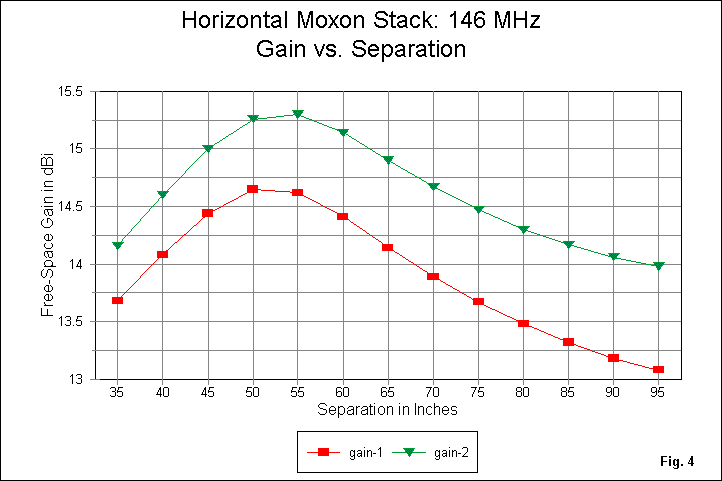 Horizontal Moxon Stack: 146 MHz
Gain vs. Separation
Free-Space Gain in dBi
15.5
15
14.5
14
13.5
13
35 40 45 50 55 60 65 70 75 80 85 90 95
Separation in Inches
gain-1 gain-2
Fig. 4